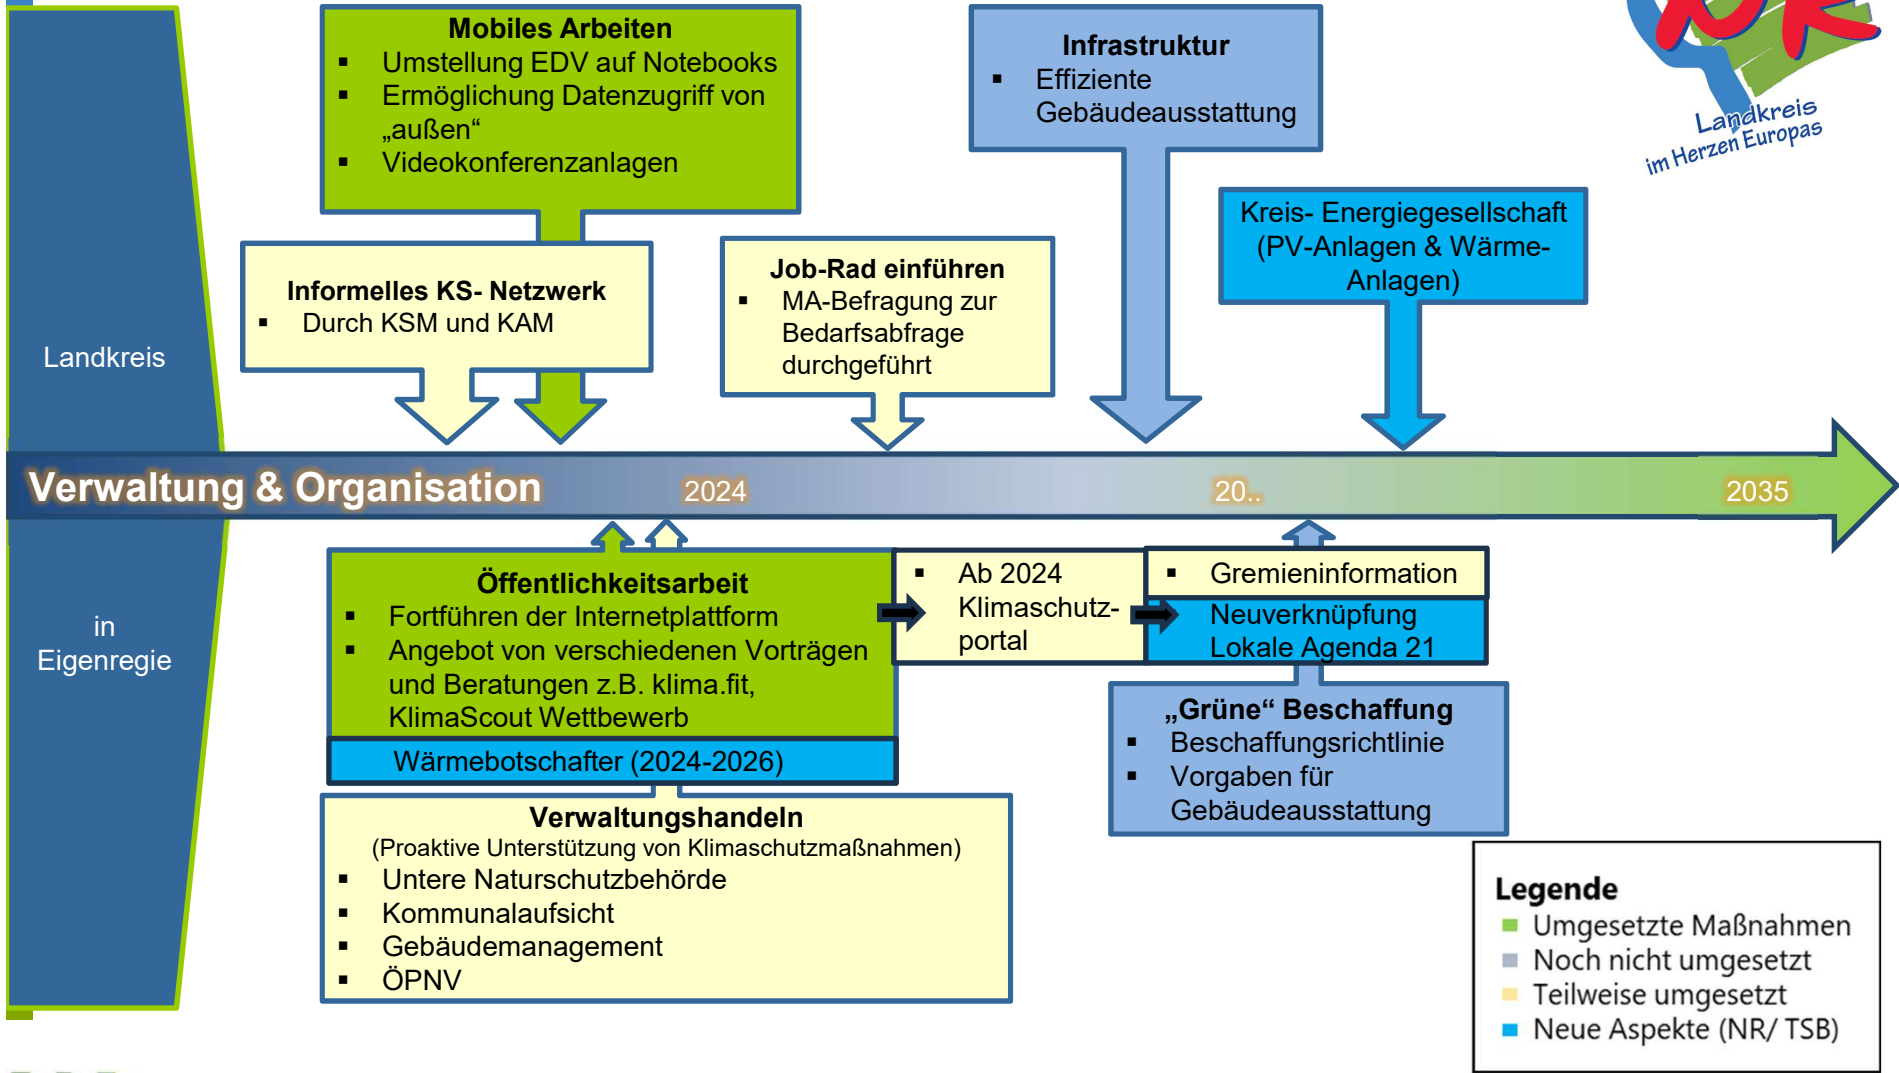 Mobiles Arbeiten
▪ Umstellung EDV auf Notebooks
▪ Ermöglichung Datenzugriff von
„außen“
▪ Videokonferenzanlagen
Infrastruktur
▪ Effiziente
Gebäudeausstattung
NR
Landkreis
im Herzen Europas
Kreis- Energiegesellschaft
(PV-Anlagen & Wärme-
Anlagen)
Informelles KS- Netzwerk
▪ Durch KSM und KAM
Job-Rad einführen
▪ MA-Befragung zur
Bedarfsabfrage
durchgeführt
Landkreis
Verwaltung & Organisation
2024
20..
2035
in
Eigenregie
Öffentlichkeitsarbeit
▪ Fortführen der Internetplattform
▪ Angebot von verschiedenen Vorträgen
und Beratungen z.B. klima.fit,
KlimaScout Wettbewerb
Wärmebotschafter (2024-2026)
▪ Ab 2024
Klimaschutz-
portal
▪ Gremieninformation
Neuverknüpfung
Lokale Agenda 21
„Grüne“ Beschaffung
▪ Beschaffungsrichtlinie
▪ Vorgaben für
Gebäudeausstattung
Verwaltungshandeln
(Proaktive Unterstützung von Klimaschutzmaßnahmen)
▪ Untere Naturschutzbehörde
▪ Kommunalaufsicht
▪ Gebäudemanagement
▪ ÖPNV
Legende
Umgesetzte Maßnahmen
Noch nicht umgesetzt
Teilweise umgesetzt
Neue Aspekte (NR/ TSB)